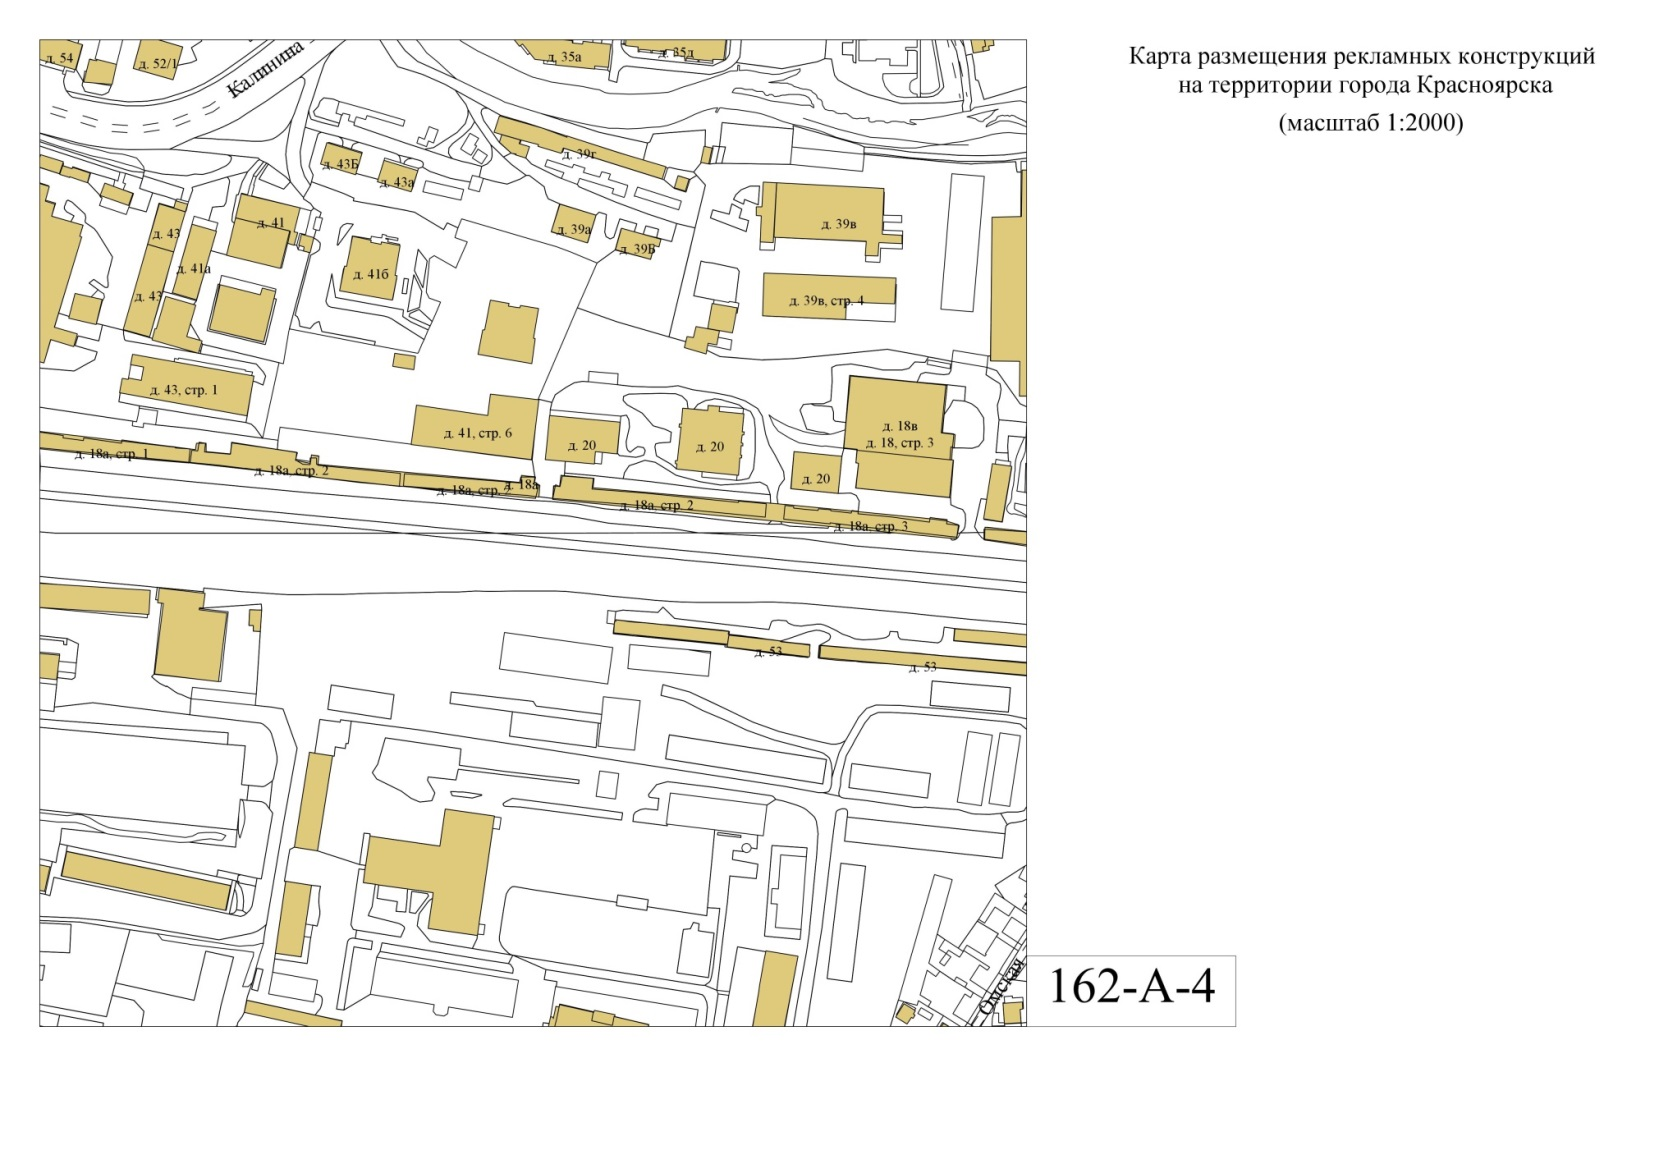 Карта размещения рекламных конструкций
на территории города Красноярска
(масштаб 1:2000)
д. 54
д. 52/1
Калинина
д. 35а
д. 35д
д. 43Б
д. 43а
д. 39г
д. 43
д. 41
д. 41а
д. 43
д. 41б
д. 39а
д. 39Б
д. 39в
д. 39в, стр. 4
д. 43, стр. 1
д. 41, стр. 6
д. 20
д. 20
д. 20
д. 18в
д. 18, стр. 3
д. 18а, стр. 1
д. 18а, стр. 2
д. 18а, стр.
д. 18а
д. 18а, стр. 2
д. 18а, стр. 3
д. 53
д. 53
Омская
162-А-4